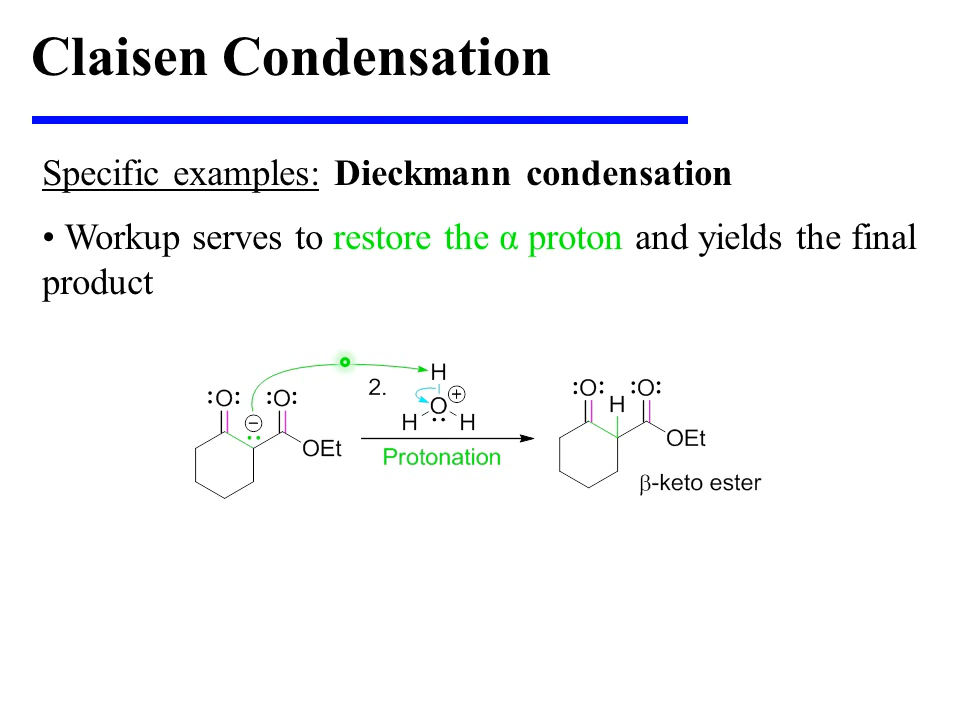 Claisen Condensation
Specific examples: Dieckmann condensation
• Workup serves to restore the α proton and yields the final
product
H
2.
O O O + O O
H H H
− OEt OEt
Protonation
β-keto ester